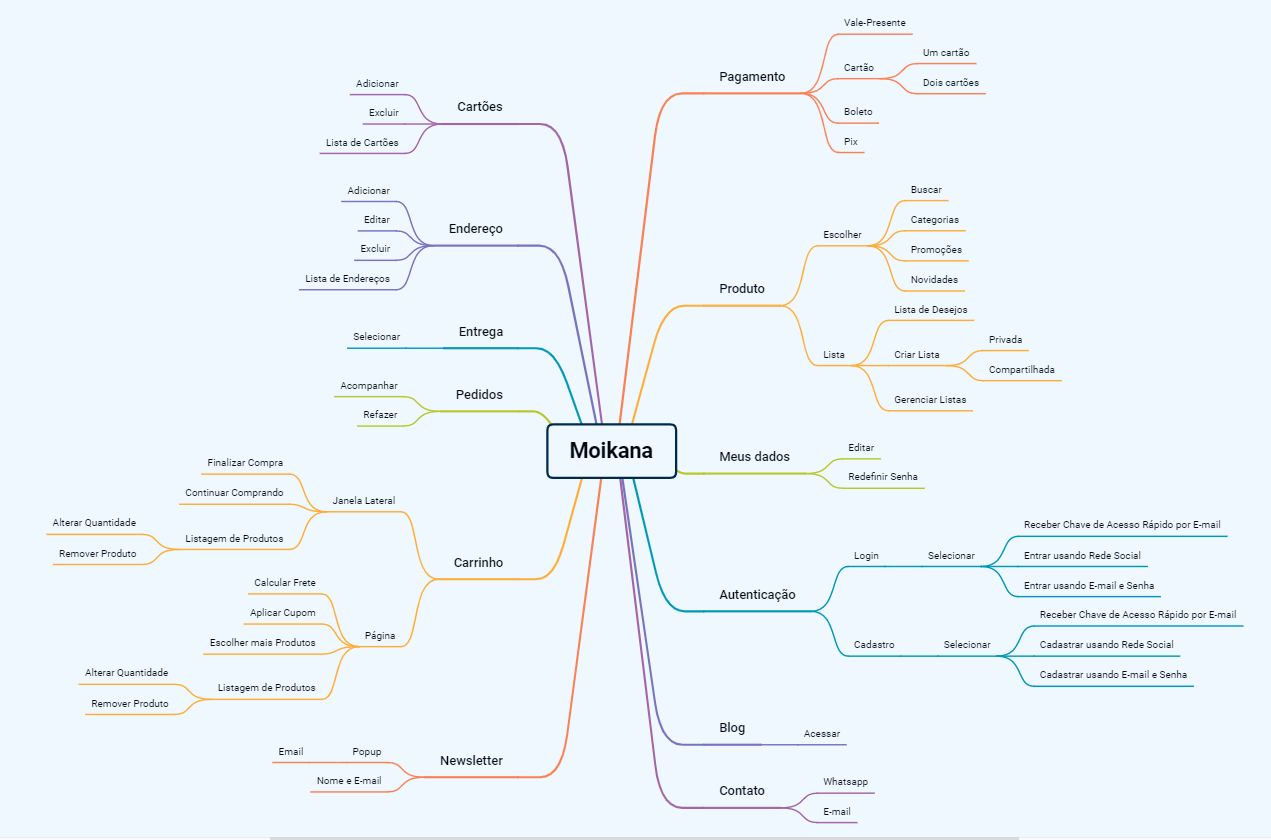 Moikana
Pagamento
Vale-Presente
Cartão
Um cartão
Dois cartões
Boleto
Pix
Produto
Escolher
Buscar
Categorias
Promoções
Novidades
Lista
Lista de Desejos
Criar Lista
Privada
Compartilhada
Gerenciar Listas
Meus dados
Editar
Redefinir Senha
Autenticação
Login
Selecionar
Receber Chave de Acesso Rápido por E-mail
Entrar usando Rede Social
Entrar usando E-mail e Senha
Cadastro
Selecionar
Receber Chave de Acesso Rápido por E-mail
Cadastrar usando Rede Social
Cadastrar usando E-mail e Senha
Blog
Acessar
Contato
Whatsapp
E-mail
Cartões
Adicionar
Excluir
Lista de Cartões
Endereço
Adicionar
Editar
Excluir
Lista de Endereços
Entrega
Selecionar
Pedidos
Acompanhar
Refazer
Carrinho
Janela Lateral
Finalizar Compra
Continuar Comprando
Listagem de Produtos
Alterar Quantidade
Remover Produto
Página
Calcular Frete
Aplicar Cupom
Escolher mais Produtos
Listagem de Produtos
Alterar Quantidade
Remover Produto
Newsletter
Popup
Email
Nome e E-mail